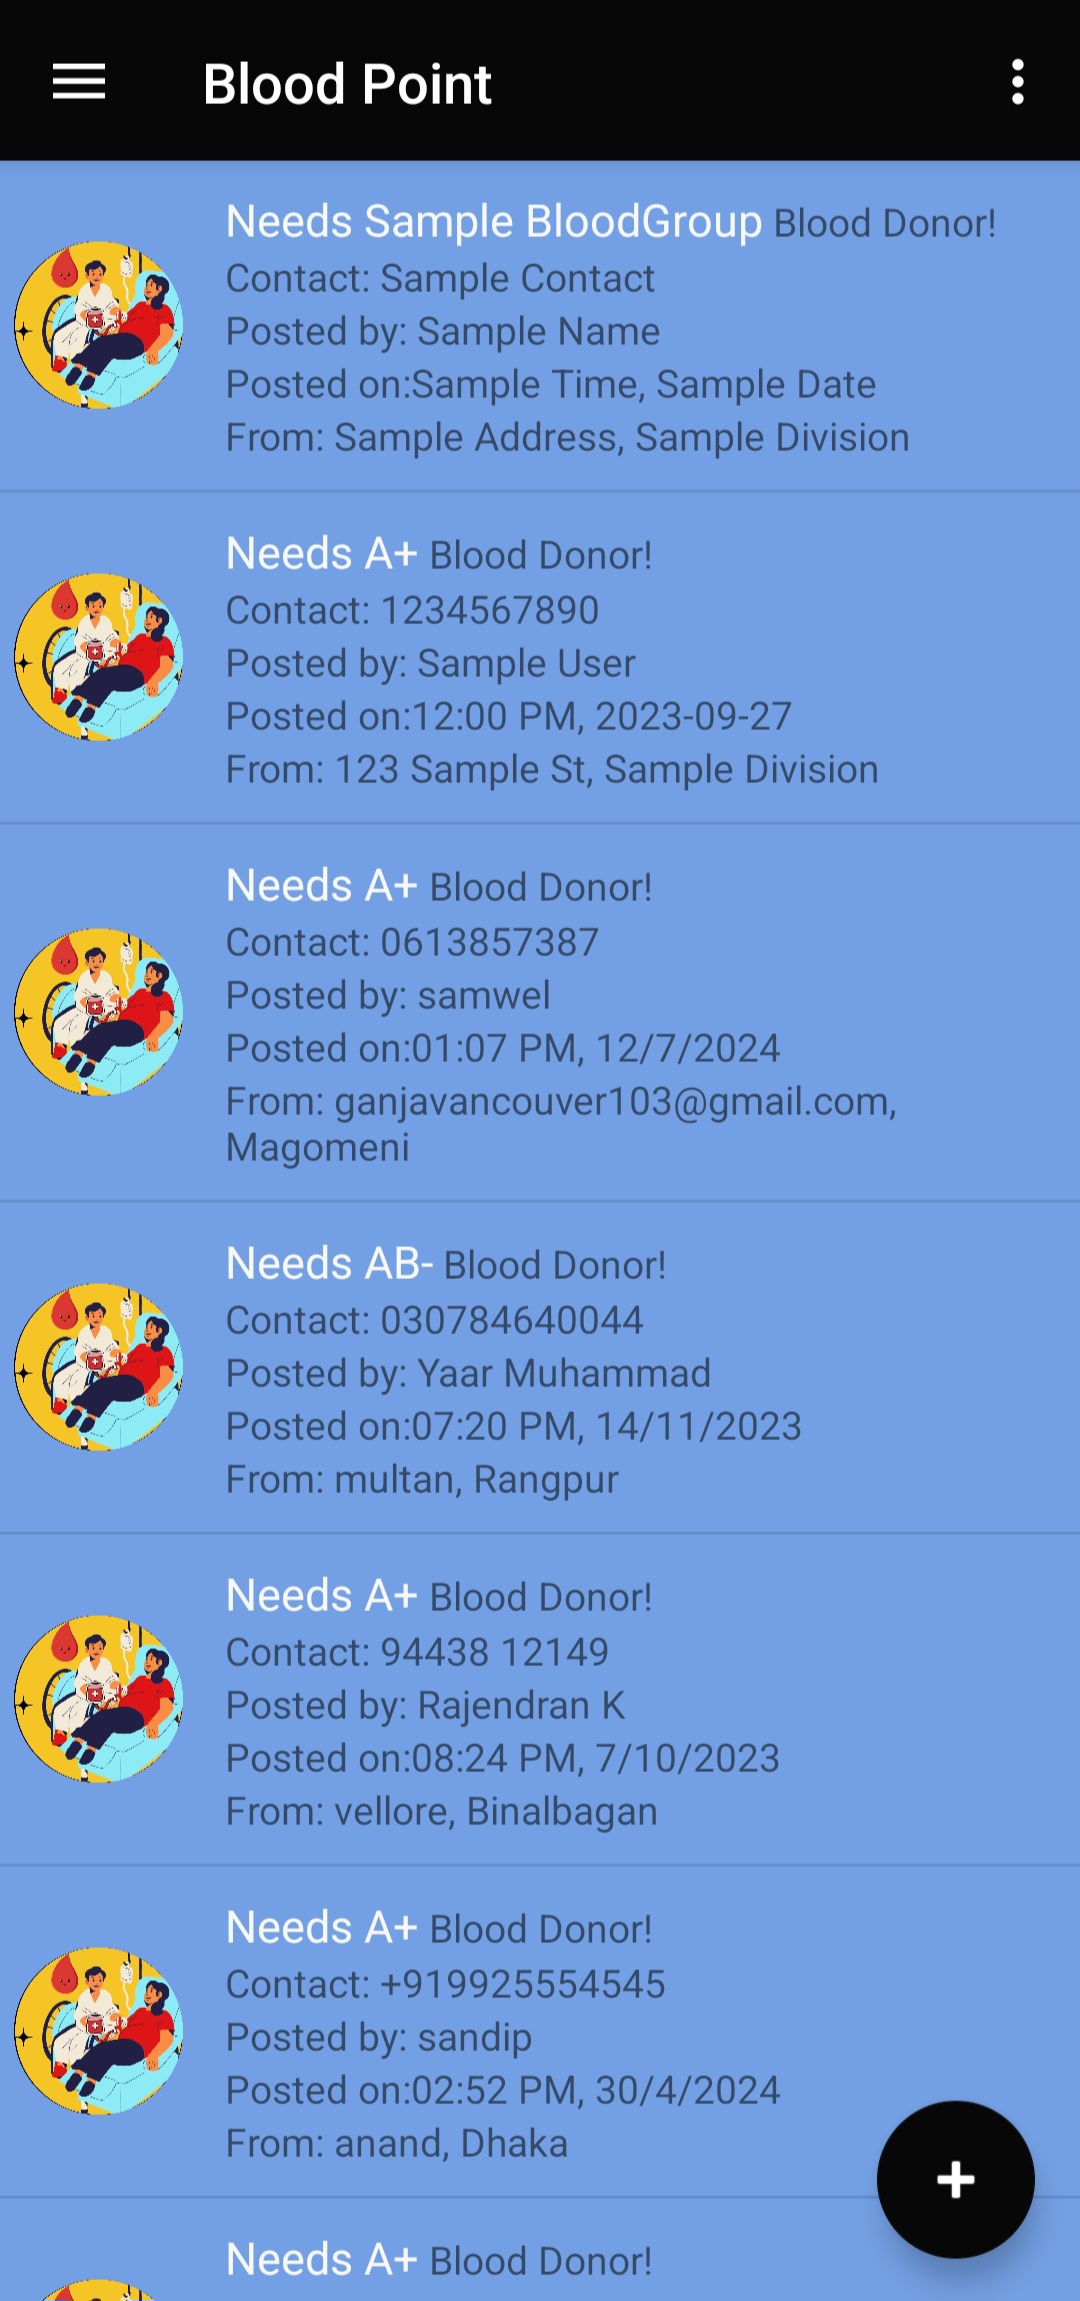 Blood Point
Needs Sample BloodGroup Blood Donor!
Contact: Sample Contact
Posted by: Sample Name
Posted on:Sample Time, Sample Date
From: Sample Address, Sample Division
Needs A+ Blood Donor!
Contact: 1234567890
Posted by: Sample User
Posted on:12:00 PM, 2023-09-27
From: 123 Sample St, Sample Division
Needs A+ Blood Donor!
Contact: 0613857387
Posted by: samwel
Posted on:01:07 PM, 12/7/2024
From: ganjavancouver103@gmail.com,
Magomeni
Needs AB- Blood Donor!
Contact: 030784640044
Posted by: Yaar Muhammad
Posted on:07:20 PM, 14/11/2023
From: multan, Rangpur
Needs A+ Blood Donor!
Contact: 94438 12149
Posted by: Rajendran K
Posted on:08:24 PM, 7/10/2023
From: vellore, Binalbagan
Needs A+ Blood Donor!
Contact: +919925554545
Posted by: sandip
Posted on:02:52 PM, 30/4/2024
From: anand, Dhaka
Needs A+ Blood Donor!